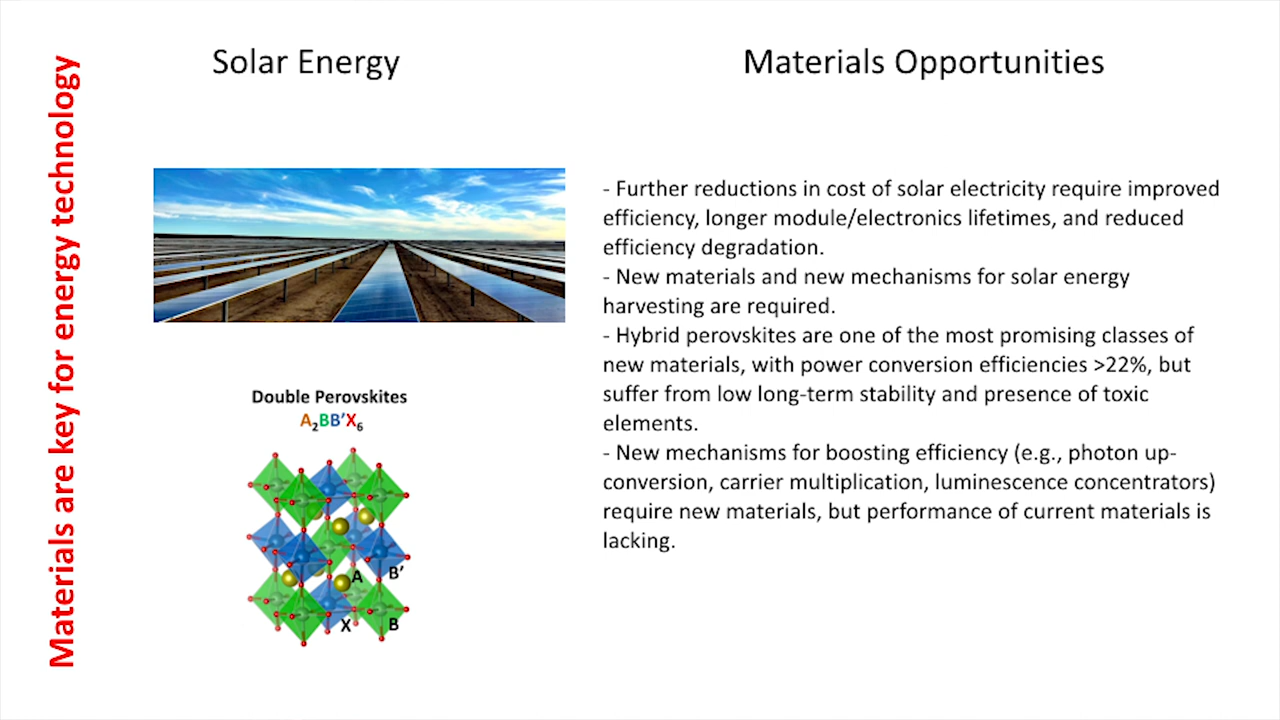 Materials are key for energy technology
Solar Energy
Double Perovskites
A₂BB’X₆
A
B’
X
B
Materials Opportunities
- Further reductions in cost of solar electricity require improved
efficiency, longer module/electronics lifetimes, and reduced
efficiency degradation.
- New materials and new mechanisms for solar energy
harvesting are required.
- Hybrid perovskites are one of the most promising classes of
new materials, with power conversion efficiencies >22%, but
suffer from low long-term stability and presence of toxic
elements.
- New mechanisms for boosting efficiency (e.g., photon up-
conversion, carrier multiplication, luminescence concentrators)
require new materials, but performance of current materials is
lacking.